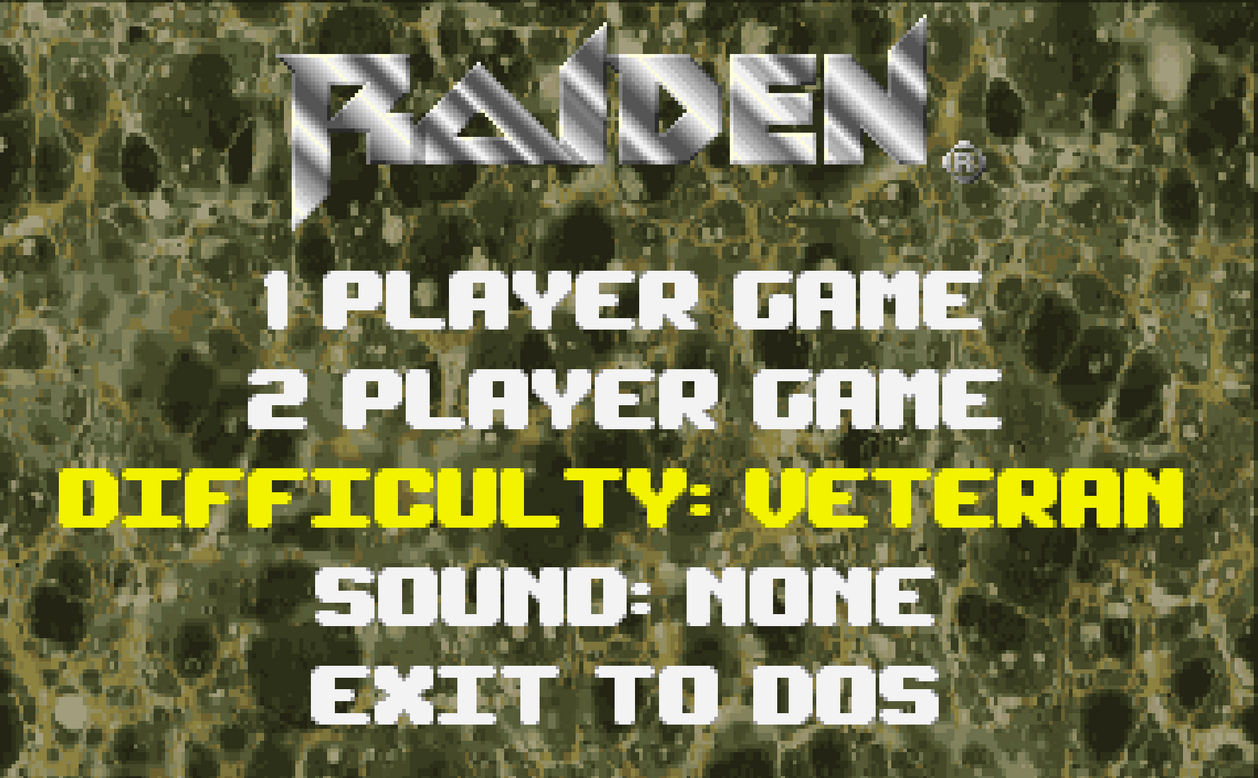 RAIDEN ®
1 PLAYER GAME
2 PLAYER GAME
DIFFICULTY: VETERAN
SOUND: NONE
EXIT TO DOS